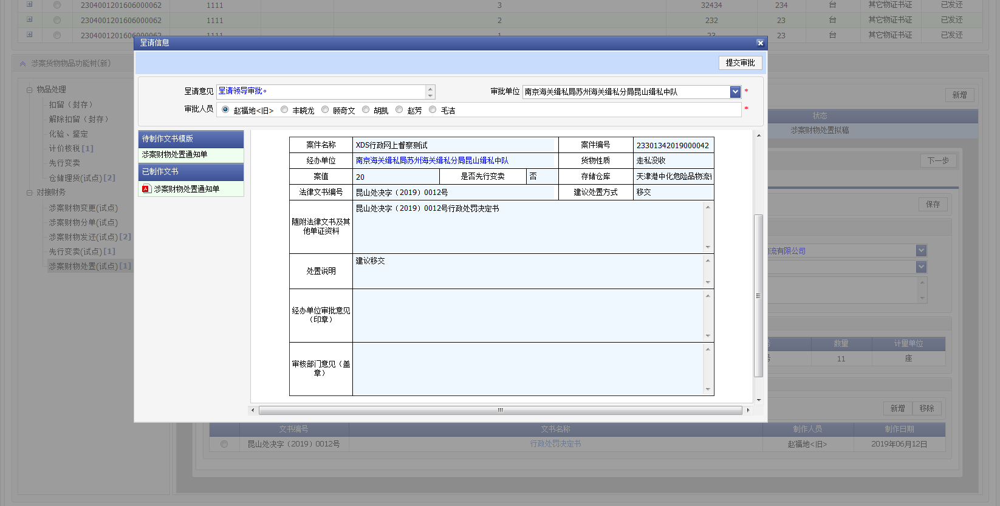 2304001201606000062 1111 3 32434 234 台 其它物证书证 已发还
2304001201606000062 1111 2 232 23 台 其它物证书证 已发还
2304001201606000062 1111 1 23 23 台 其它物证书证 已发还
呈请信息
涉案货物物品功能树(新)
提交审批
呈请意见 呈请领导审批。 审批单位 南京海关缉私局苏州海关缉私分局昆山缉私中队 *
审批人员 赵福地<旧> 丰晓龙 顾奇文 胡凯 赵芳 毛洁 *
物品处理
扣留（封存）
解除扣留（封存）
化验、鉴定
计价核税[1]
先行变卖
仓储理货(试点)[2]
对接财务
涉案财物变更(试点)
涉案财物分单(试点)
涉案财物发还(试点)[2]
先行变卖(试点)[1]
涉案财物处置(试点)[1]
待制作文书模版
涉案财物处置通知单
已制作文书
涉案财物处置通知单
案件名称 XDS行政网上督察测试 案件编号 23301342019000042
经办单位 南京海关缉私局苏州海关缉私分局昆山缉私中队 货物性质 走私没收
案值 20 是否先行变卖 否 存储仓库 天津港中化危险品物流
法律文书编号 昆山处决字（2019）0012号 建议处置方式 移交
随附法律文书及其
他单证资料
昆山处决字（2019）0012号行政处罚决定书
处置说明 建议移交
经办单位审批意见
（印章）
审核部门意见（盖
章）
新增
状态
涉案财物处置拟稿
下一步
保存
流有限公司
号 数量 计量单位
号 11 座
新增 移除
文书编号 文书名称 制作人员 制作日期
昆山处决字（2019）0012号 行政处罚决定书 赵福地<旧> 2019年06月12日